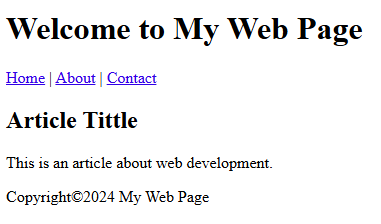 Welcome to My Web Page
Home | About | Contact
Article Tittle
This is an article about web development.
Copyright©2024 My Web Page